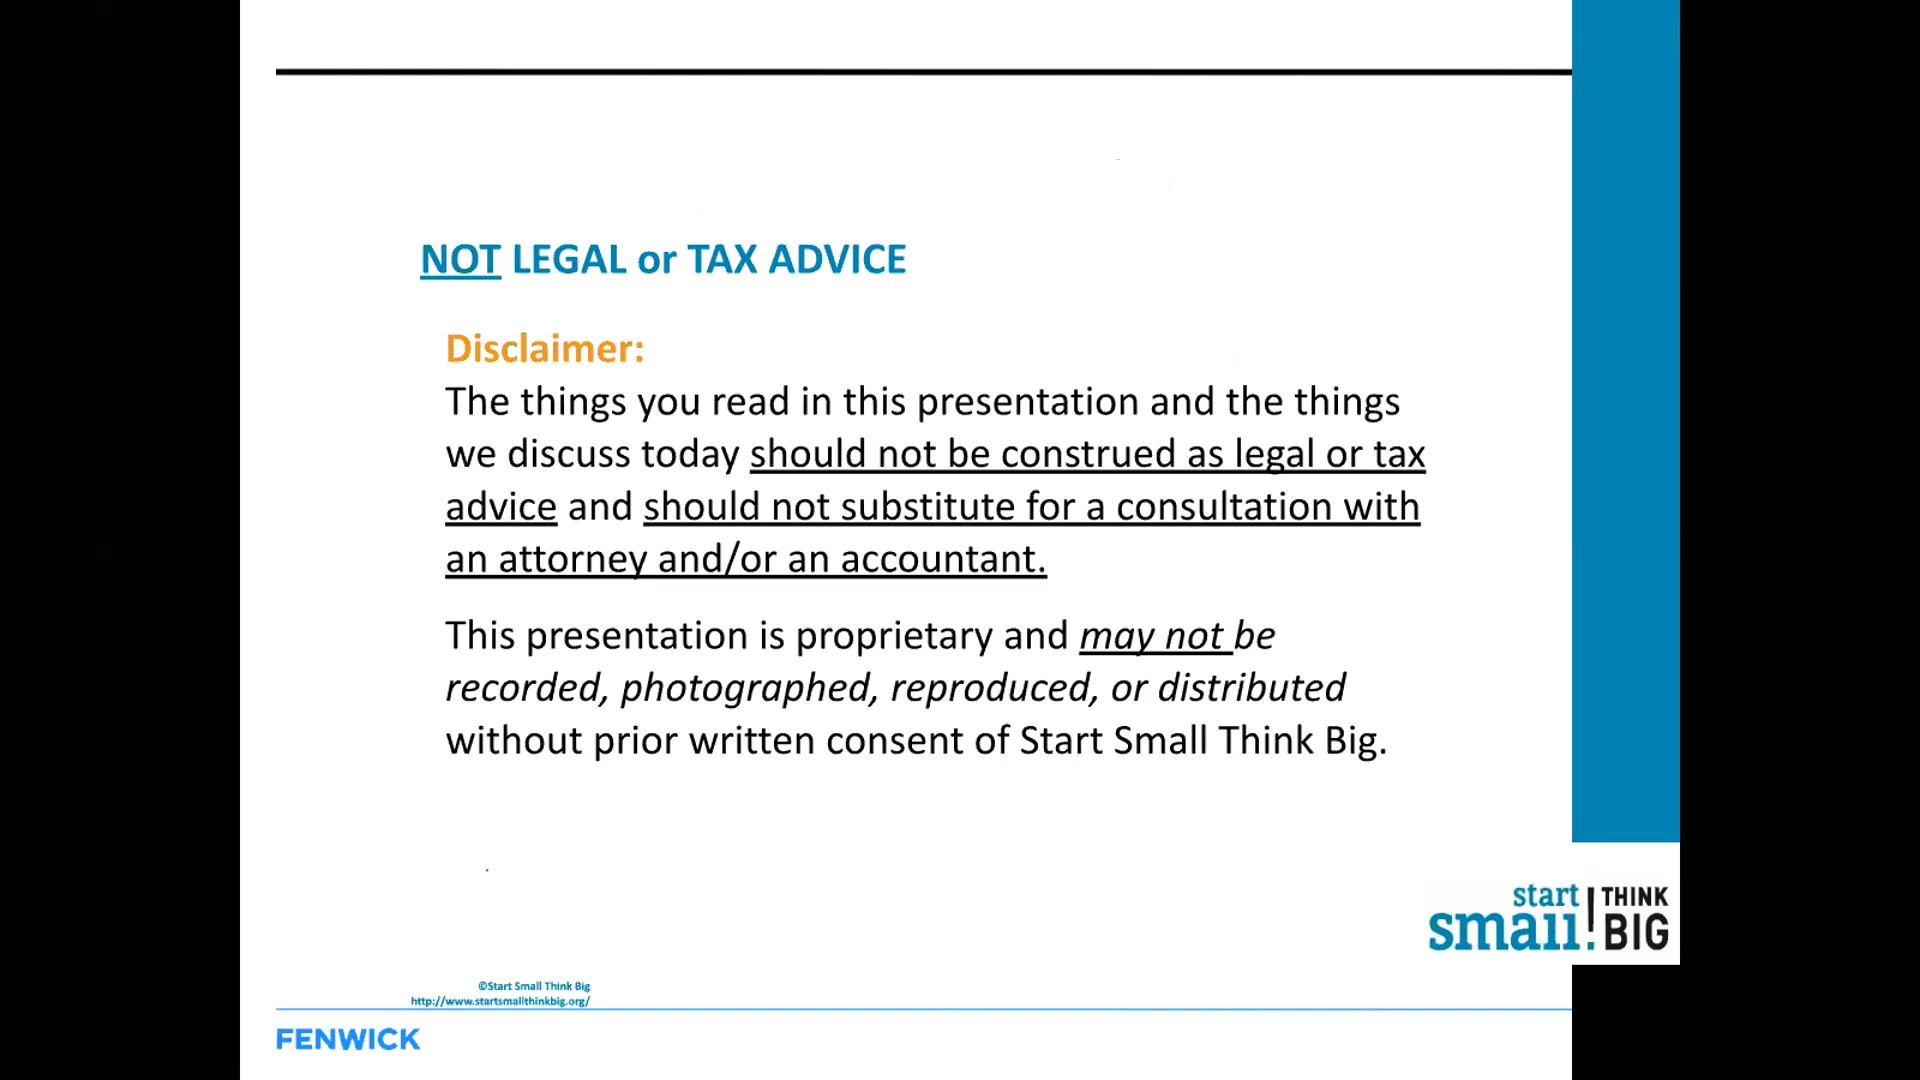 NOT LEGAL or TAX ADVICE
Disclaimer:
The things you read in this presentation and the things
we discuss today should not be construed as legal or tax
advice and should not substitute for a consultation with
an attorney and/or an accountant.
This presentation is proprietary and may not be
recorded, photographed, reproduced, or distributed
without prior written consent of Start Small Think Big.
start small! THINK BIG
©Start Small Think Big
http://www.startsmallthinkbig.org/
FENWICK